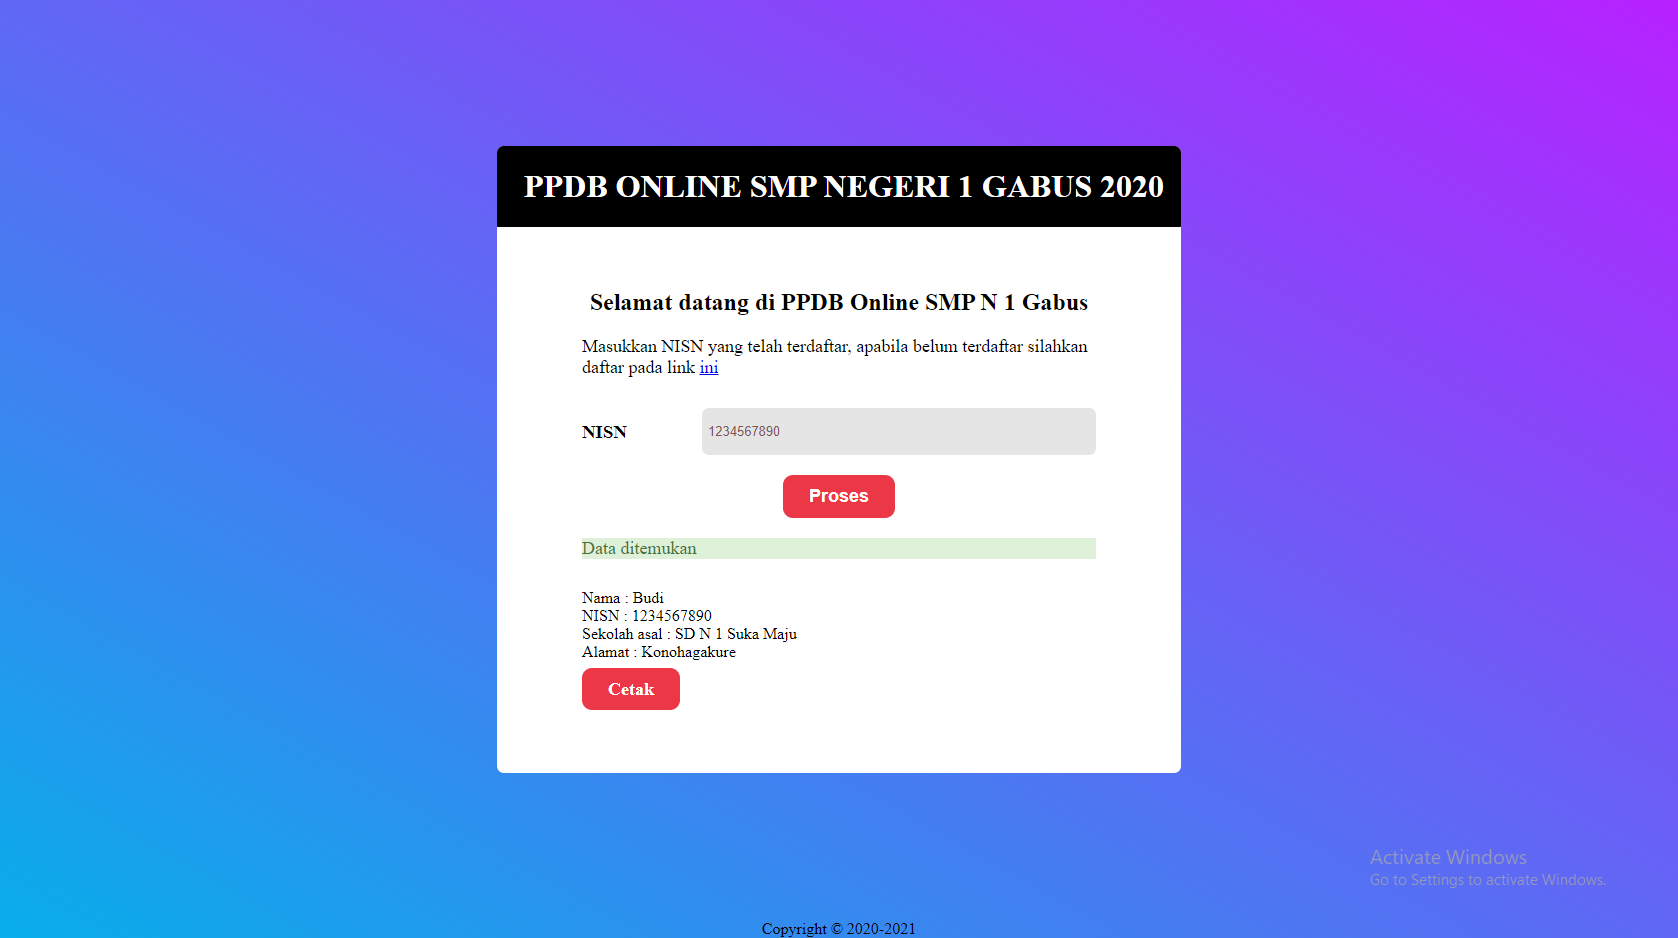 PPDB ONLINE SMP NEGERI 1 GABUS 2020
Selamat datang di PPDB Online SMP N 1 Gabus
Masukkan NISN yang telah terdaftar, apabila belum terdaftar silahkan
daftar pada link ini
NISN
1234567890
Proses
Data ditemukan
Nama : Budi
NISN : 1234567890
Sekolah asal : SD N 1 Suka Maju
Alamat : Konohagakure
Cetak
Activate Windows
Go to Settings to activate Windows.
Copyright © 2020-2021